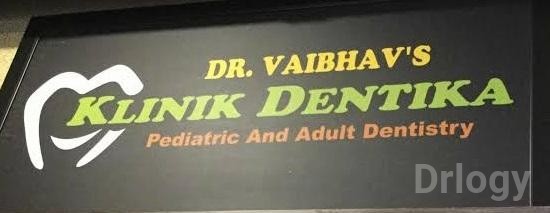 DR. VAIBHAV'S
KLINIK DENTIKA
Pediatric And Adult Dentistry
Drlogy